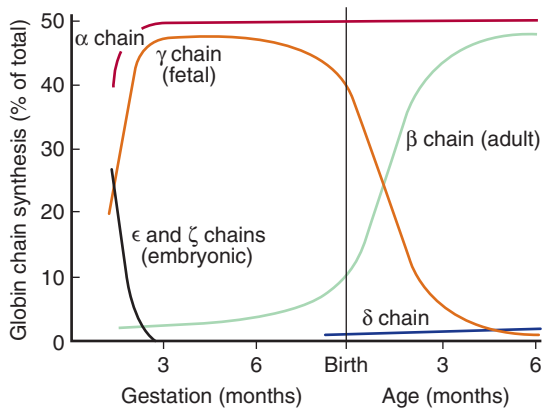 Globin chain synthesis (% of total)
50
40
30
20
10
0
α chain
γ chain
(fetal)
β chain (adult)
ϵ and ζ chains
(embryonic)
δ chain
3
6
Birth
3
6
Gestation (months)
Age (months)